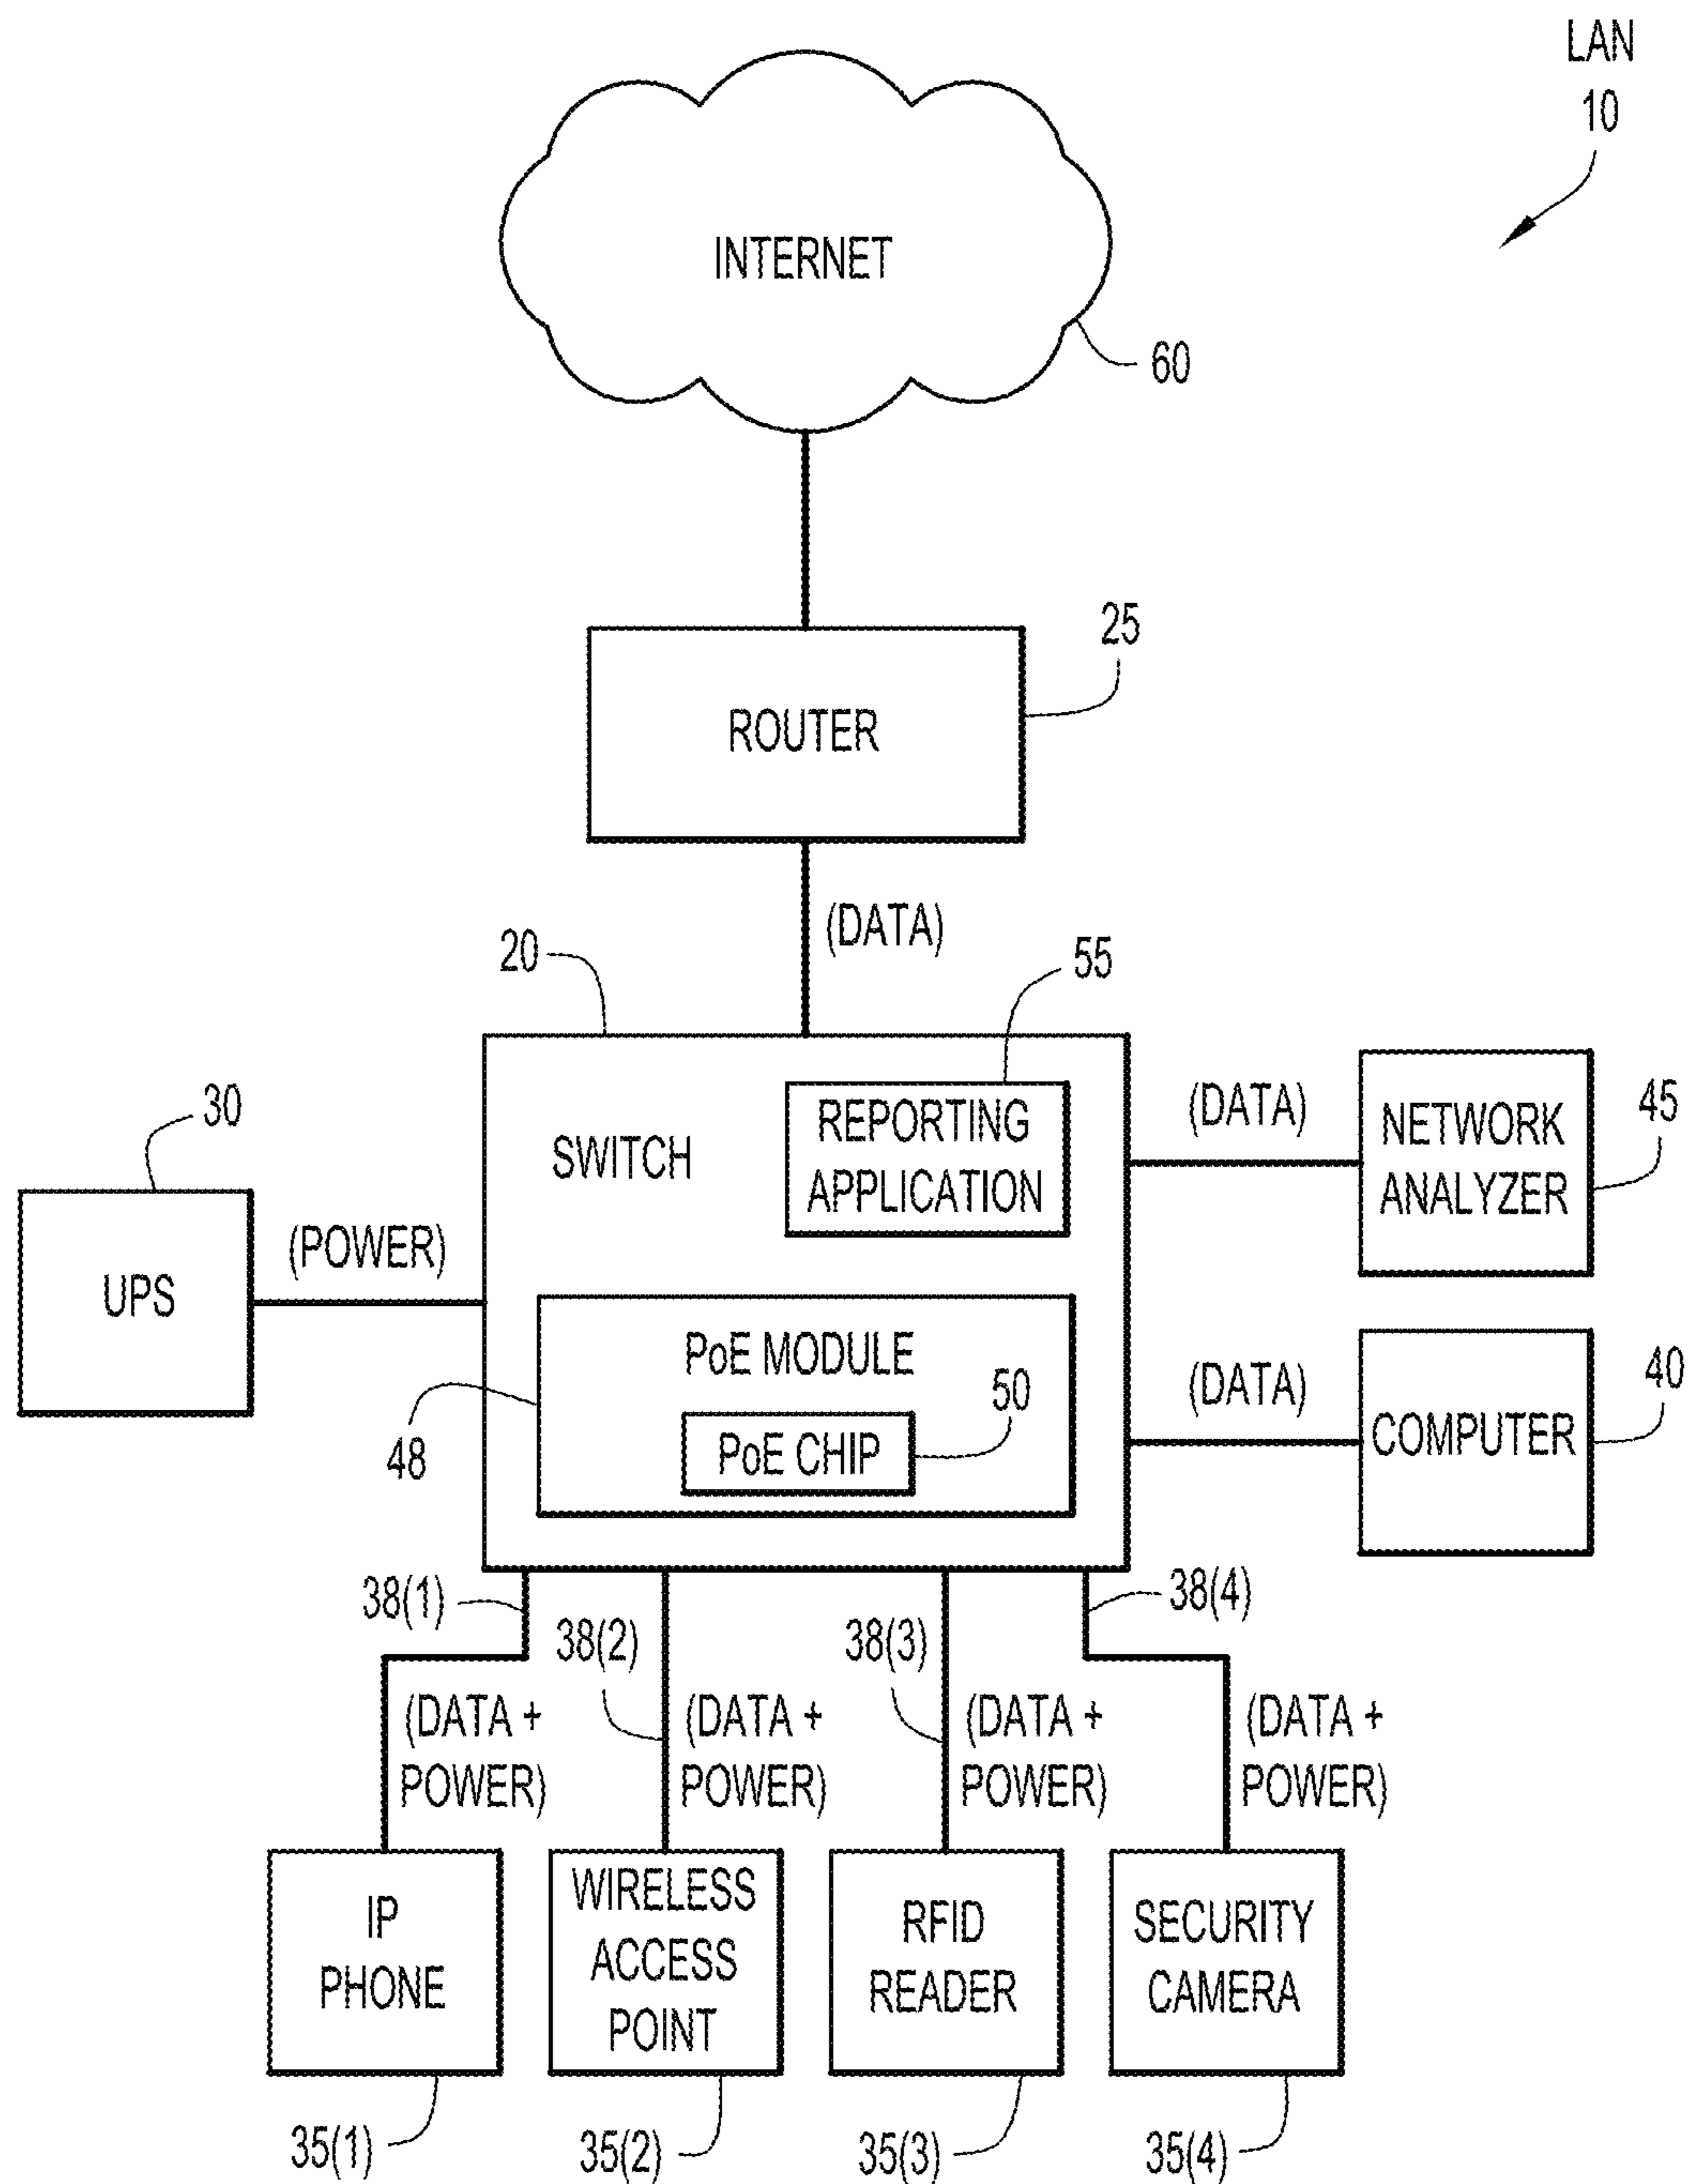 LAN
10
INTERNET
60
25
ROUTER
(DATA)
20
55
30
REPORTING
APPLICATION
SWITCH
(DATA)
NETWORK
ANALYZER
45
(POWER)
UPS
PoE MODULE
50
PoE CHIP
48
(DATA)
40
COMPUTER
38(1)
38(2)
38(3)
38(4)
(DATA +
POWER)
(DATA +
POWER)
(DATA +
POWER)
(DATA +
POWER)
IP
PHONE
WIRELESS
ACCESS
POINT
RFID
READER
SECURITY
CAMERA
35(1)
35(2)
35(3)
35(4)